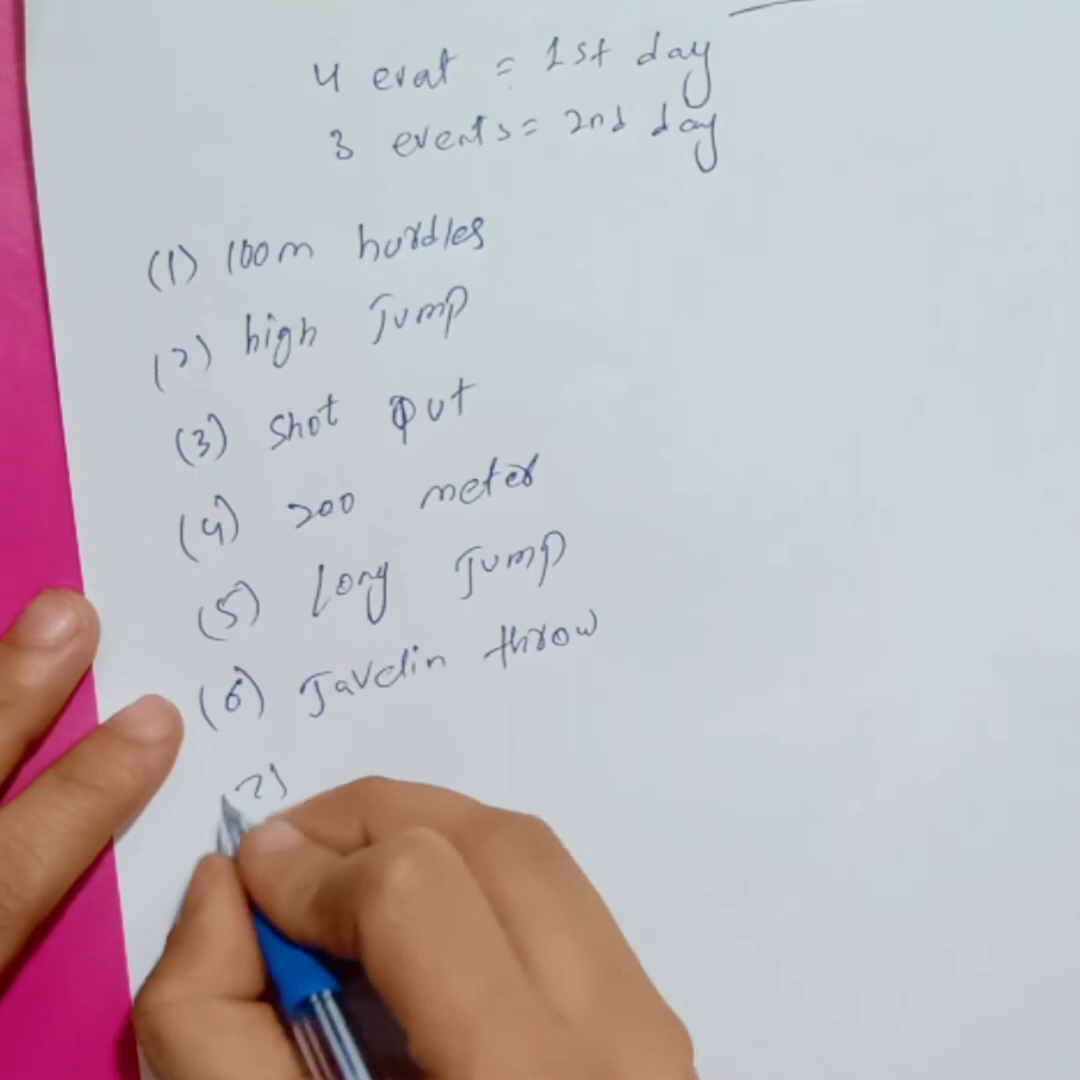 4 evat = 1st day
3 events = 2nd day
(1) 100m hurdles
(2) high Jump
(3) Shot Put
(4) 200 meter
(5) Long Jump
(6) Javelin throw
(7)